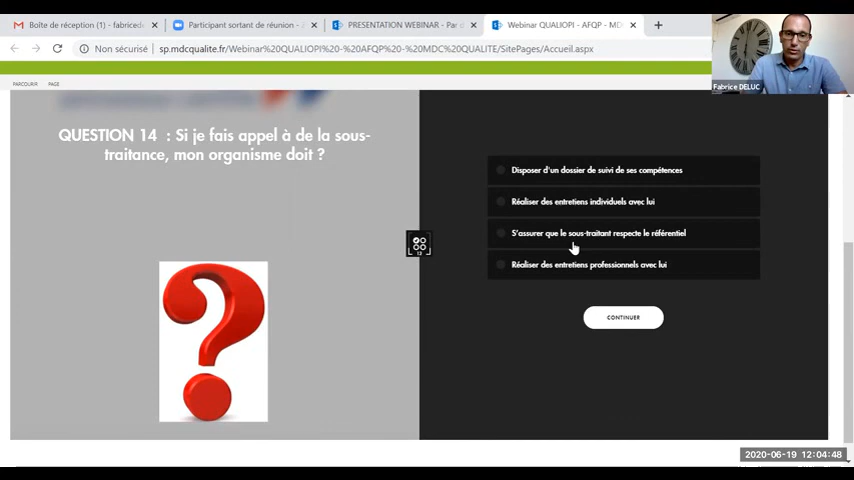 Boîte de réception (1) - fabricede
Participant sortant de réunion -
PRESENTATION WEBINAR - Par
Webinar QUALIOPI - AFQP - MD
Non sécurisé
sp.mdcqualite.fr/Webinar%20QUALIOPI%20-%20AFQP%20-%20MDC%20QUALITE/SitePages/Accueil.aspx
Fabrice DELUC
PARCOURIR
PAGE
QUESTION 14 : Si je fais appel à de la sous-
traitance, mon organisme doit ?
Disposer d'un dossier de suivi de ses compétences
Réaliser des entretiens individuels avec lui
S'assurer que le sous-traitant respecte le référentiel
Réaliser des entretiens professionnels avec lui
CONTINUER
2020-06-19 12:04:48